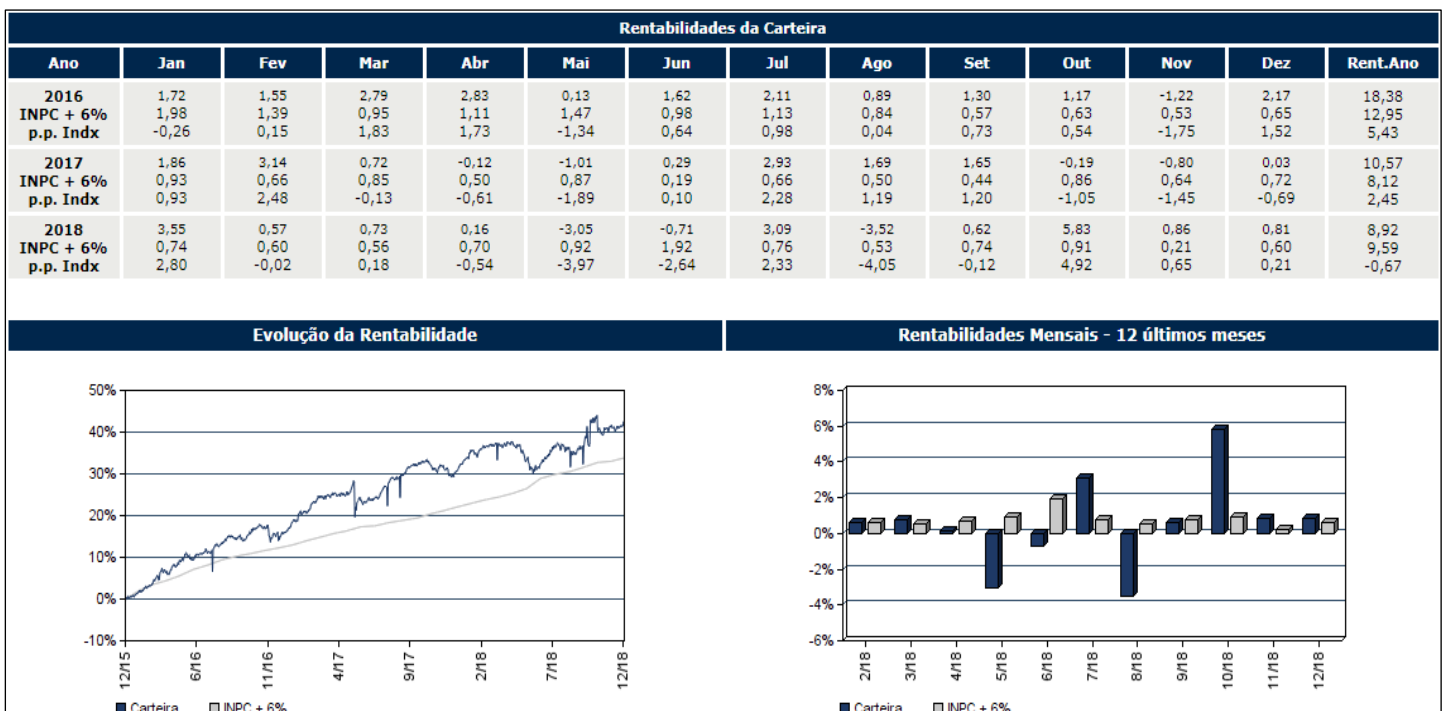 Rentabilidades da Carteira
Ano Jan Fev Mar Abr Mai Jun Jul Ago Set Out Nov Dez Rent.Ano
2016 1,72 1,55 2,79 2,83 0,13 1,62 2,11 0,89 1,30 1,17 -1,22 2,17 18,38
INPC + 6% 1,98 1,39 0,95 1,11 1,47 0,98 1,13 0,84 0,57 0,63 0,53 0,65 12,95
p.p. Indx -0,26 0,15 1,83 1,73 -1,34 0,64 0,98 0,04 0,73 0,54 -1,75 1,52 5,43
2017 1,86 3,14 0,72 -0,12 -1,01 0,29 2,93 1,69 1,65 -0,19 -0,80 0,03 10,57
INPC + 6% 0,93 0,66 0,85 0,50 0,87 0,19 0,66 0,50 0,44 0,86 0,64 0,72 8,12
p.p. Indx 0,93 2,48 -0,13 -0,61 -1,89 0,10 2,28 1,19 1,20 -1,05 -1,45 -0,69 2,45
2018 3,55 0,57 0,73 0,16 -3,05 -0,71 3,09 -3,52 0,62 5,83 0,86 0,81 8,92
INPC + 6% 0,74 0,60 0,56 0,70 0,92 1,92 0,76 0,53 0,74 0,91 0,21 0,60 9,59
p.p. Indx 2,80 -0,02 0,18 -0,54 -3,97 -2,64 2,33 -4,05 -0,12 4,92 0,65 0,21 -0,67
Evolução da Rentabilidade
50%
40%
30%
20%
10%
0%
-10%
12/15 6/16 11/16 4/17 9/17 2/18 7/18 12/18
Carteira INPC + 6%
Rentabilidades Mensais - 12 últimos meses
8%
6%
4%
2%
0%
-2%
-4%
-6%
2/18 3/18 4/18 5/18 6/18 7/18 8/18 9/18 10/18 11/18 12/18
Carteira INPC + 6%